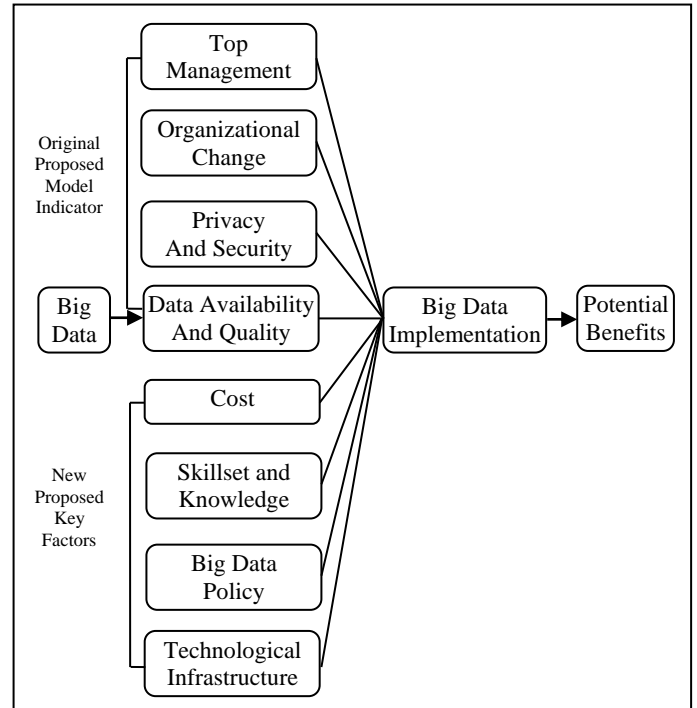 Top
Management
Organizational
Change
Original
Proposed
Model
Indicator
Privacy
And Security
Big
Data
Data Availability
And Quality
Big Data
Implementation
Potential
Benefits
Cost
New
Proposed
Key
Factors
Skillset and
Knowledge
Big Data
Policy
Technological
Infrastructure